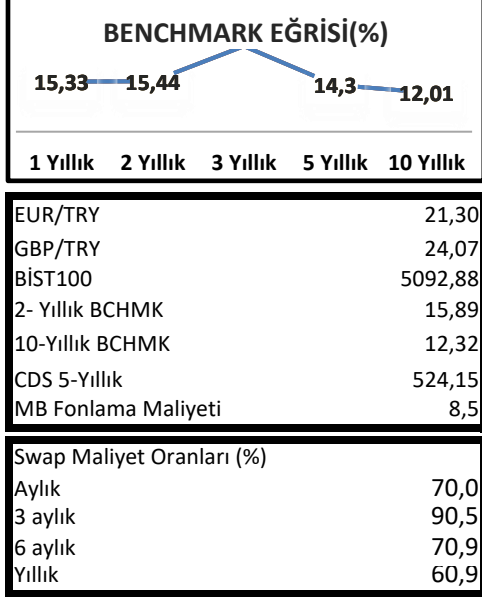 BENCHMARK EĞRİSİ(%)
15,33 15,44 14,3 12,01
1 Yıllık 2 Yıllık 3 Yıllık 5 Yıllık 10 Yıllık
EUR/TRY 21,30
GBP/TRY 24,07
BİST100 5092,88
2- Yıllık BCHMK 15,89
10-Yıllık BCHMK 12,32
CDS 5-Yıllık 524,15
MB Fonlama Maliyeti 8,5
Swap Maliyet Oranları (%)
Aylık 70,0
3 aylık 90,5
6 aylık 70,9
Yıllık 60,9